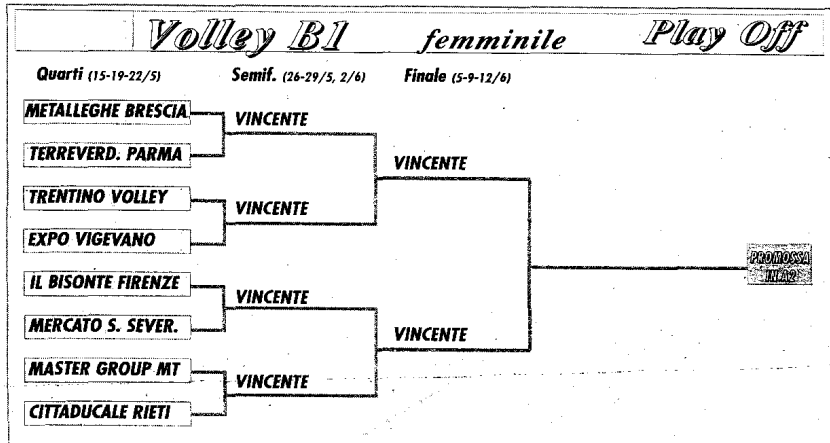 Volley B1 femminile Play Off
Quarti (15-19-22/5) Semif. (26-29/5, 2/6) Finale (5-9-12/6)
METALLEGHE BRESCIA
VINCENTE
TERREVERD. PARMA
VINCENTE
TRENTINO VOLLEY
VINCENTE
EXPO VIGEVANO
PROMOSSA
IN A2
IL BISONTE FIRENZE
VINCENTE
MERCATO S. SEVER.
VINCENTE
MASTER GROUP MT
VINCENTE
CITTADUCALE RIETI